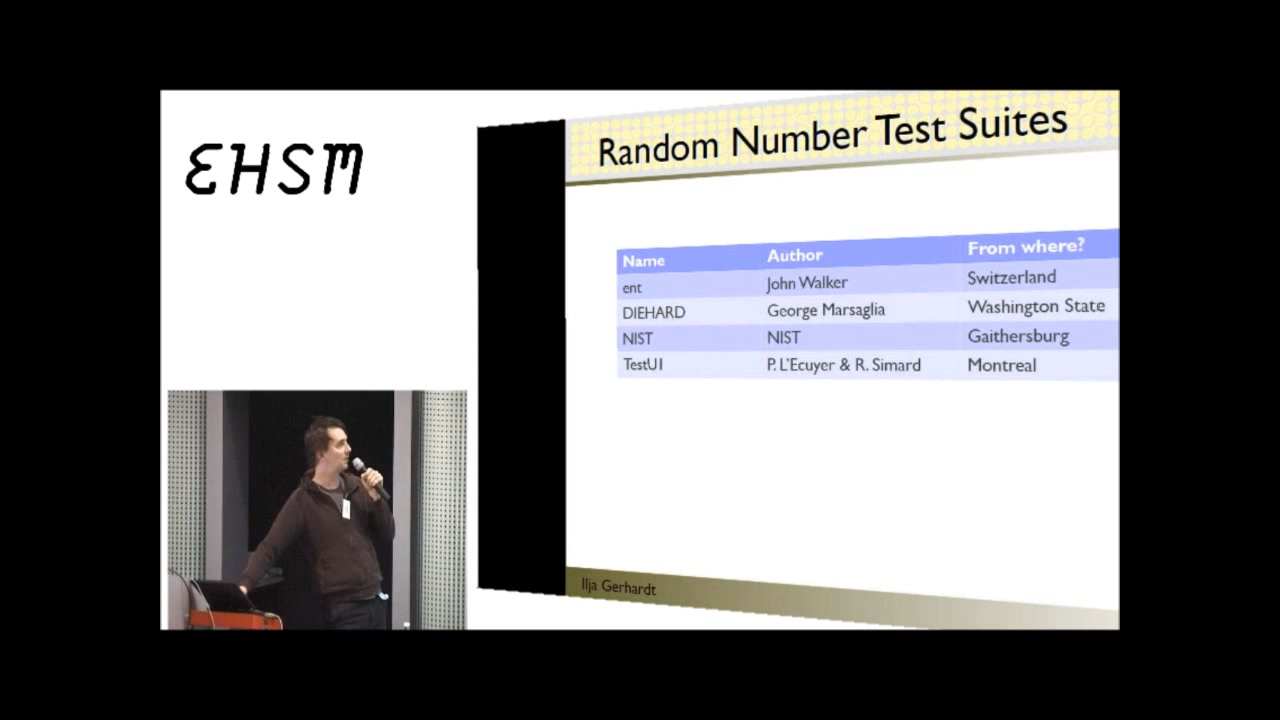 EHSM
Random Number Test Suites
Name Author From where?
ent John Walker Switzerland
DIEHARD George Marsaglia Washington State
NIST NIST Gaithersburg
TestUI P. L'Ecuyer & R. Simard Montreal
Ilja Gerhardt